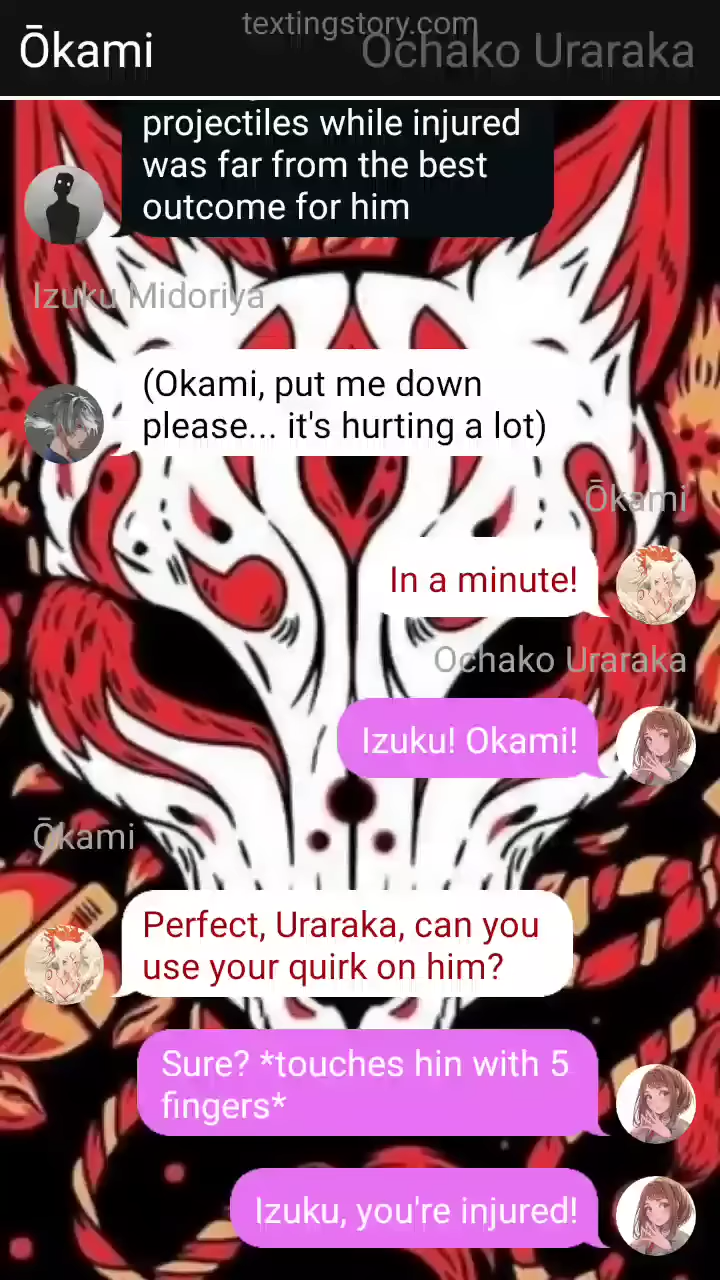 textingstory.com
Ōkami
Ochako Uraraka
projectiles while injured
was far from the best
outcome for him
Izuku Midoriya
(Okami, put me down
please... it's hurting a lot)
Ōkami
In a minute!
Ochako Uraraka
Izuku! Okami!
Ōkami
Perfect, Uraraka, can you
use your quirk on him?
Sure? *touches hin with 5
fingers*
Izuku, you're injured!